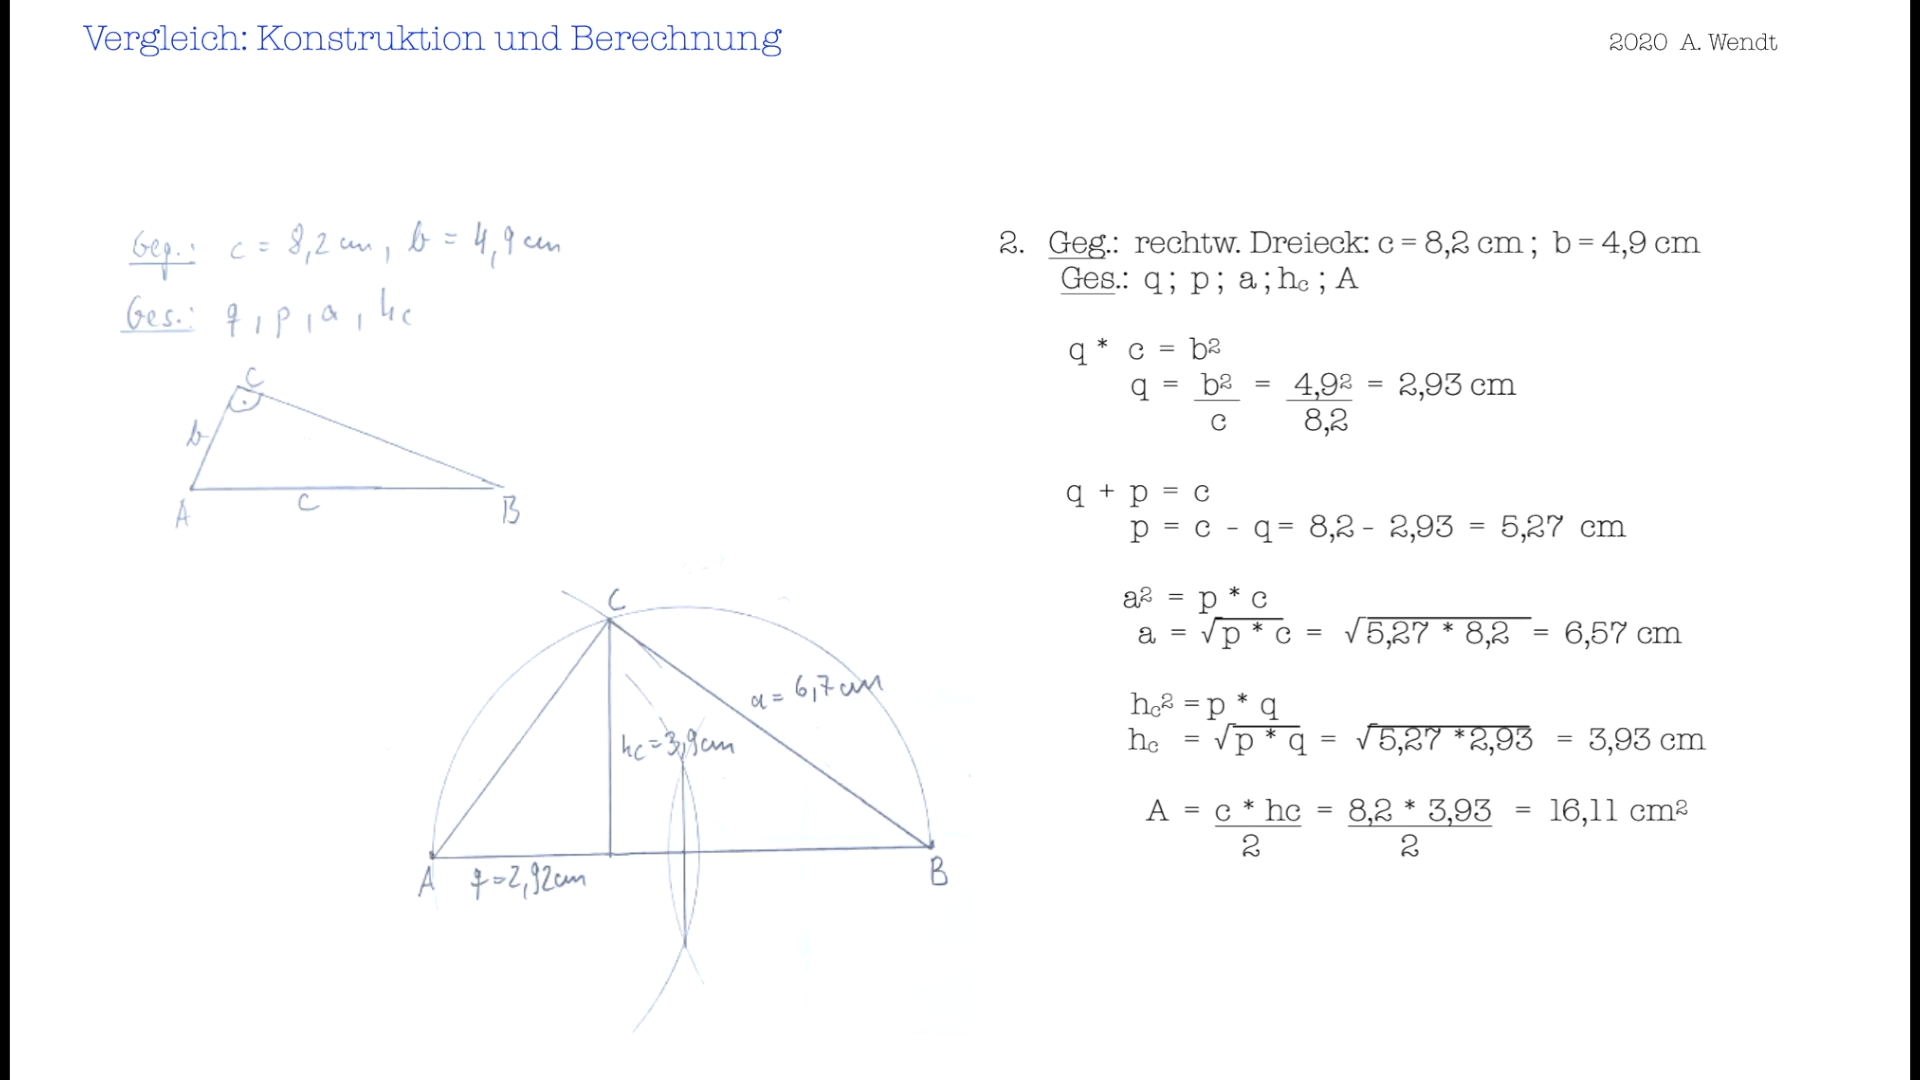 Vergleich: Konstruktion und Berechnung
2020 A. Wendt
Geg.: c = 8,2 cm, b = 4,9 cm
Ges.: q, p, a, hc
C
b
A
c
B
C
a = 6,7 cm
hc = 3,9 cm
A
q = 2,92 cm
B
2. Geg.: rechtw. Dreieck: c = 8,2 cm ; b = 4,9 cm
Ges.: q ; p ; a ; hc ; A
q * c = b²
q = b² = 4,9² = 2,93 cm
c 8,2
q + p = c
p = c - q = 8,2 - 2,93 = 5,27 cm
a² = p * c
a = √p * c = √5,27 * 8,2 = 6,57 cm
hc² = p * q
hc = √p * q = √5,27 * 2,93 = 3,93 cm
A = c * hc = 8,2 * 3,93 = 16,11 cm²
2 2